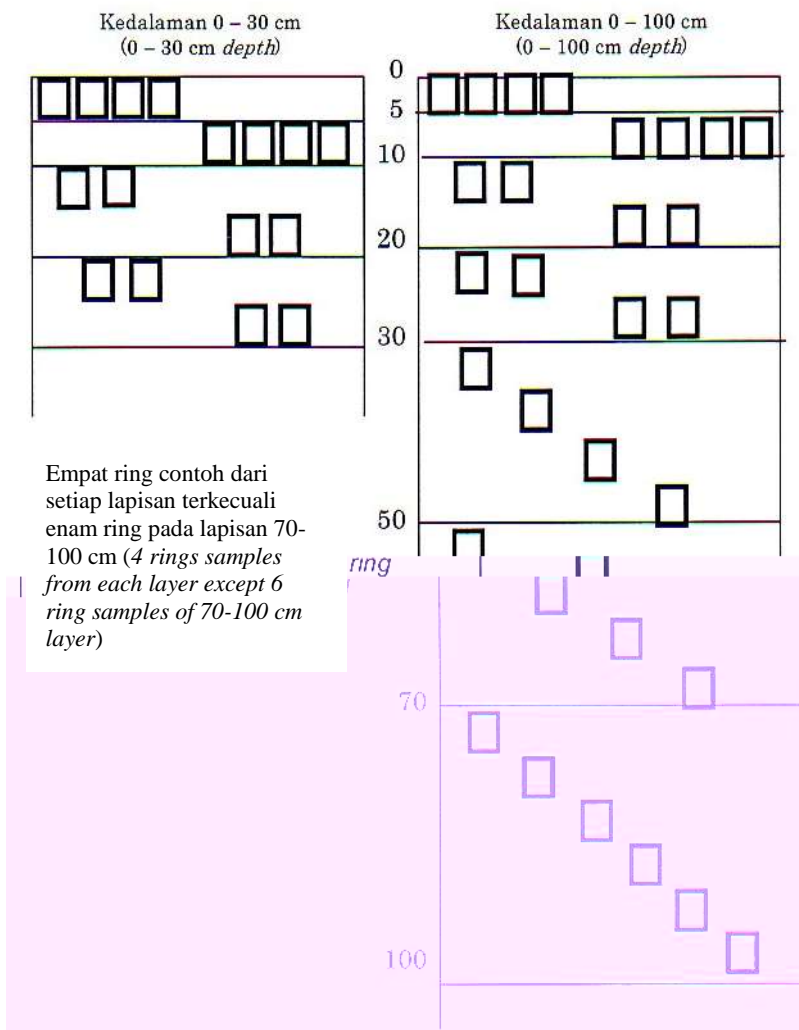 Kedalaman 0 – 30 cm
(0 – 30 cm depth)
Kedalaman 0 – 100 cm
(0 – 100 cm depth)
0
5
10
20
30
50
70
100
Empat ring contoh dari
setiap lapisan terkecuali
enam ring pada lapisan 70-
100 cm (4 rings samples
from each layer except 6
ring samples of 70-100 cm
layer)
ring